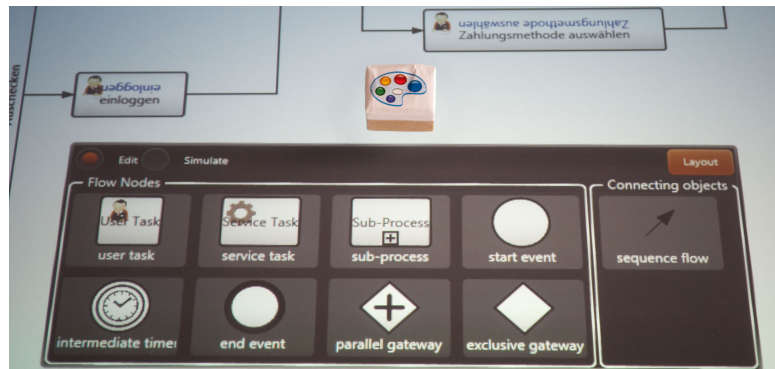 Zahlungsmethode auswählen
Zahlungsmethode auswählen
einloggen
einloggen
Edit
Simulate
Layout
Flow Nodes
Connecting objects
User Task
Service Task
Sub-Process
user task
service task
sub-process
start event
sequence flow
intermediate timer
end event
parallel gateway
exclusive gateway